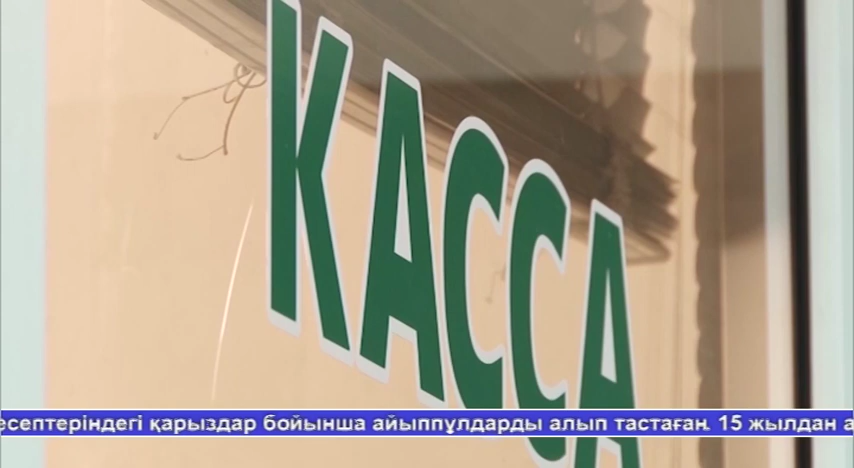 КАССА
есептеріндегі қарыздар бойынша айыппұлдарды алып тастаған. 15 жылдан а